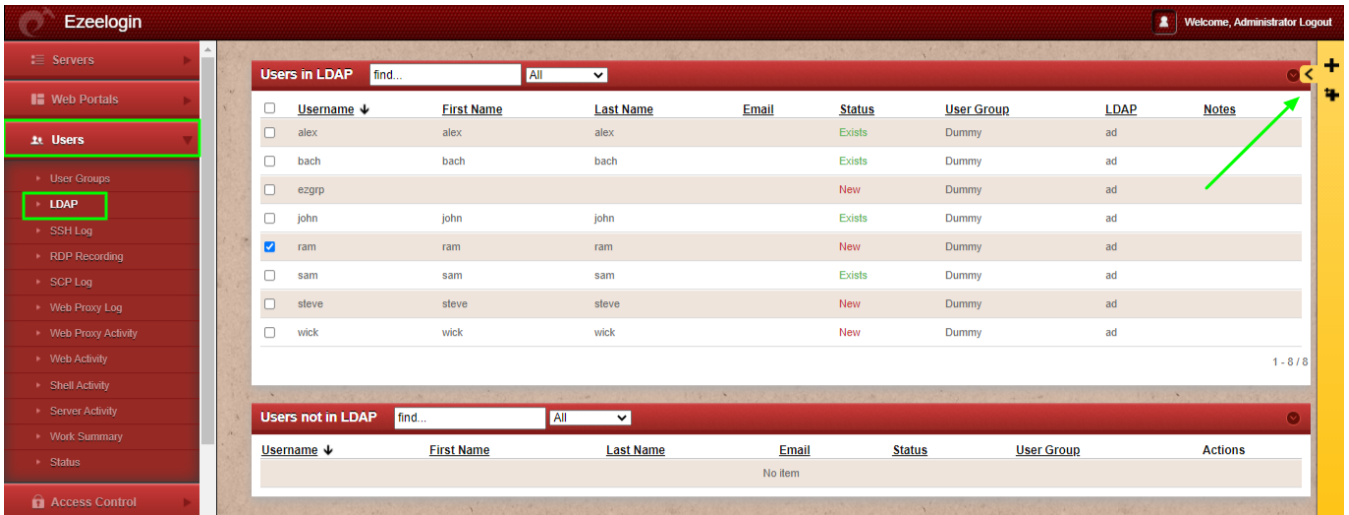 Ezeelogin
Welcome, Administrator Logout
Servers
Web Portals
Users
User Groups
LDAP
SSH Log
RDP Recording
SCP Log
Web Proxy Log
Web Proxy Activity
Web Activity
Shell Activity
Server Activity
Work Summary
Status
Access Control
Users in LDAP find... All
Username First Name Last Name Email Status User Group LDAP Notes
alex alex alex Exists Dummy ad
bach bach bach Exists Dummy ad
ezgrp New Dummy ad
john john john Exists Dummy ad
ram ram ram New Dummy ad
sam sam sam Exists Dummy ad
steve steve steve New Dummy ad
wick wick wick New Dummy ad
1 - 8 / 8
Users not in LDAP find... All
Username First Name Last Name Email Status User Group Actions
No item